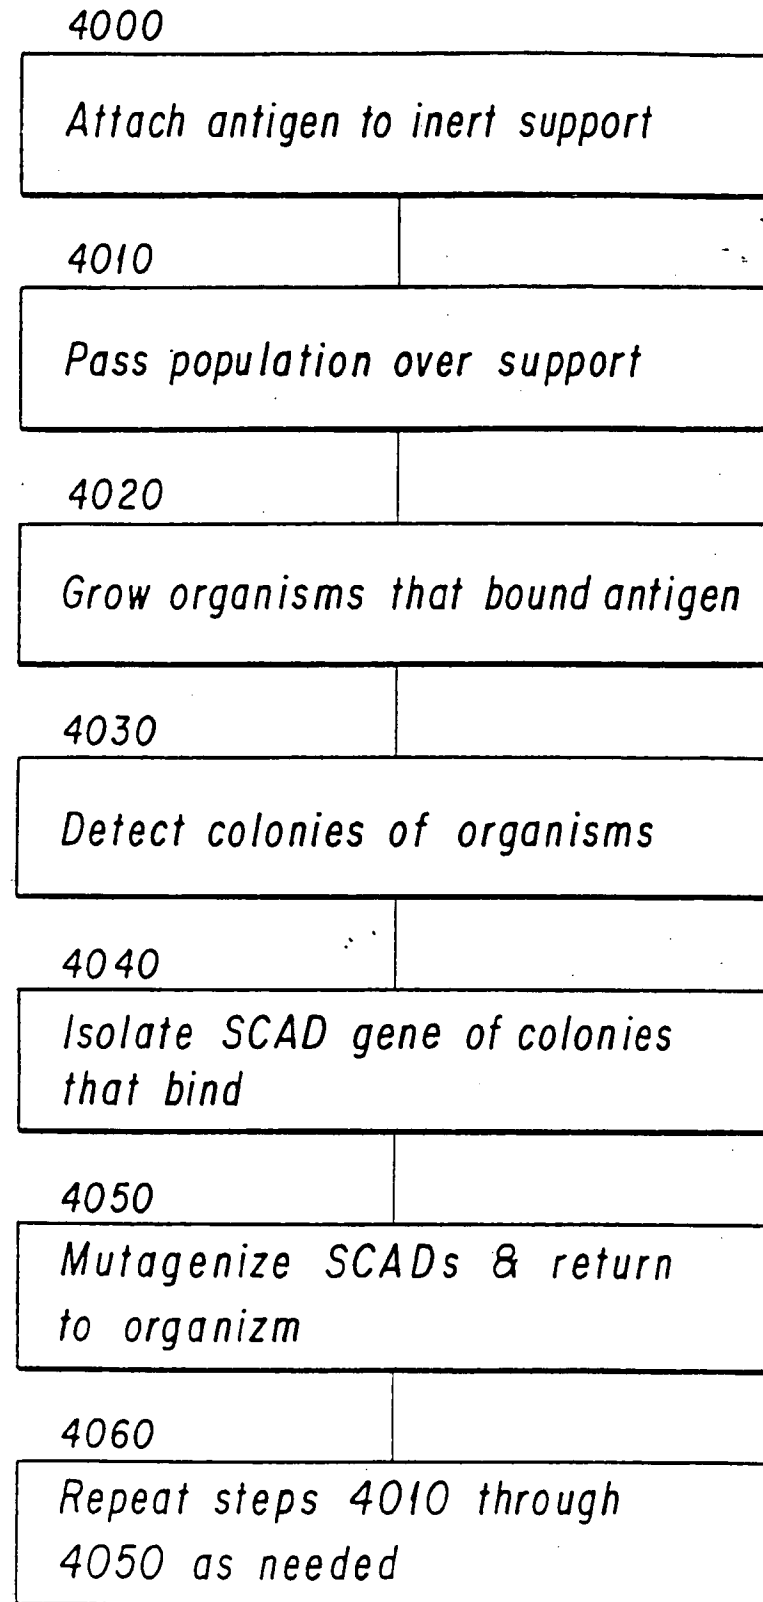 4000
Attach antigen to inert support
4010
Pass population over support
4020
Grow organisms that bound antigen
4030
Detect colonies of organisms
4040
Isolate SCAD gene of colonies
that bind
4050
Mutagenize SCADs & return
to organizm
4060
Repeat steps 4010 through
4050 as needed